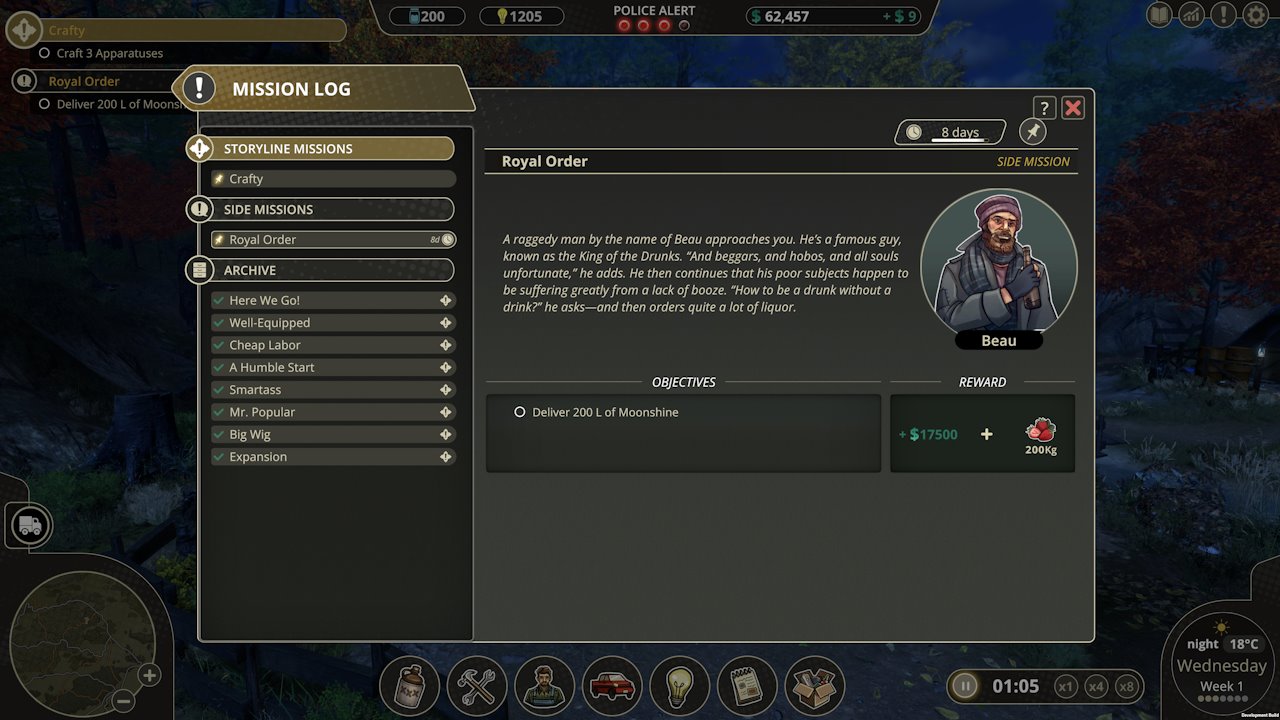 200
1205
POLICE ALERT
$ 62,457
+ $ 9
Crafty
Craft 3 Apparatuses
Royal Order
Deliver 200 L of Moonsh
! MISSION LOG
STORYLINE MISSIONS
Crafty
SIDE MISSIONS
Royal Order
8d
ARCHIVE
Here We Go!
Well-Equipped
Cheap Labor
A Humble Start
Smartass
Mr. Popular
Big Wig
Expansion
?
8 days
Royal Order
SIDE MISSION
A raggedy man by the name of Beau approaches you. He's a famous guy,
known as the King of the Drunks. “And beggars, and hobos, and all souls
unfortunate,” he adds. He then continues that his poor subjects happen to
be suffering greatly from a lack of booze. “How to be a drunk without a
drink?” he asks—and then orders quite a lot of liquor.
Beau
OBJECTIVES
Deliver 200 L of Moonshine
REWARD
+ $17500
+
200Kg
XXX
01:05
x1
x4
x8
night
18°C
Wednesday
Week 1
Development Build